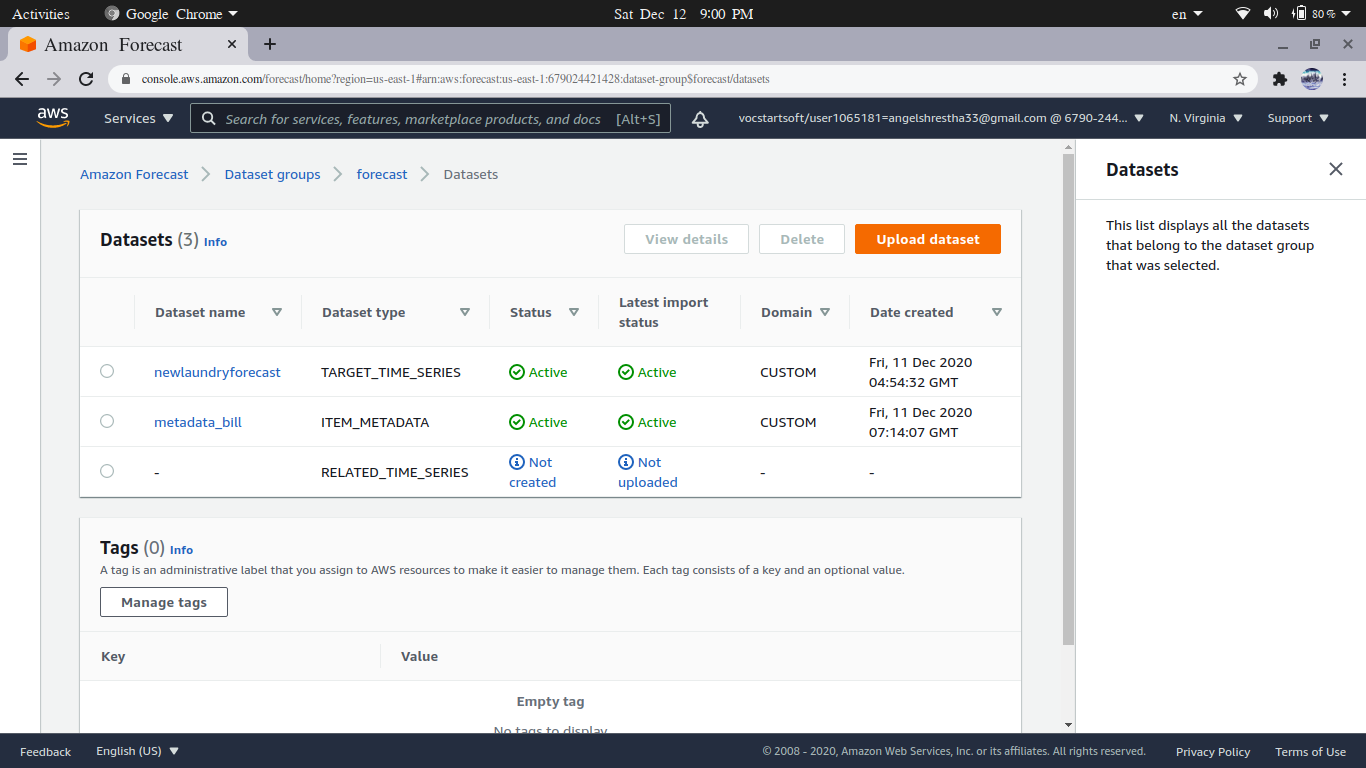 Activities Google Chrome Sat Dec 12 9:00 PM en 80 %
Amazon Forecast
console.aws.amazon.com/forecast/home?region=us-east-1#arn:aws:forecast:us-east-1:679024421428:dataset-group$forecast/datasets
aws Services Search for services, features, marketplace products, and docs [Alt+S] vocstartsoft/user1065181=angelshrestha33@gmail.com @ 6790-244... N. Virginia Support
Amazon Forecast Dataset groups forecast Datasets
Datasets (3) Info View details Delete Upload dataset
Dataset name Dataset type Status Latest import status Domain Date created
newlaundryforecast TARGET_TIME_SERIES Active Active CUSTOM Fri, 11 Dec 2020 04:54:32 GMT
metadata_bill ITEM_METADATA Active Active CUSTOM Fri, 11 Dec 2020 07:14:07 GMT
- RELATED_TIME_SERIES Not created Not uploaded - -
Tags (0) Info
A tag is an administrative label that you assign to AWS resources to make it easier to manage them. Each tag consists of a key and an optional value.
Manage tags
Key Value
Empty tag
No tags to display
Datasets
This list displays all the datasets
that belong to the dataset group
that was selected.
Feedback English (US) © 2008 - 2020, Amazon Web Services, Inc. or its affiliates. All rights reserved. Privacy Policy Terms of Use